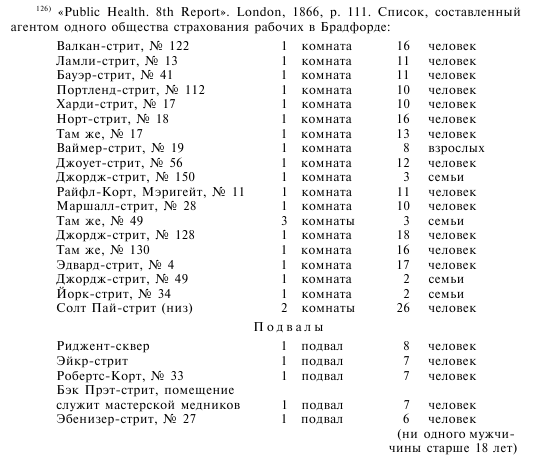 126) «Public Health. 8th Report». London, 1866, p. 111. Список, составленный
агентом одного общества страхования рабочих в Брадфорде:
Валкан-стрит, № 122 1 комната 16 человек
Ламли-стрит, № 13 1 комната 11 человек
Бауэр-стрит, № 41 1 комната 11 человек
Портленд-стрит, № 112 1 комната 10 человек
Харди-стрит, № 17 1 комната 10 человек
Норт-стрит, № 18 1 комната 16 человек
Там же, № 17 1 комната 13 человек
Ваймер-стрит, № 19 1 комната 8 взрослых
Джоует-стрит, № 56 1 комната 12 человек
Джордж-стрит, № 150 1 комната 3 семьи
Райфл-Корт, Мэригейт, № 11 1 комната 11 человек
Маршалл-стрит, № 28 1 комната 10 человек
Там же, № 49 3 комнаты 3 семьи
Джордж-стрит, № 128 1 комната 18 человек
Там же, № 130 1 комната 16 человек
Эдвард-стрит, № 4 1 комната 17 человек
Джордж-стрит, № 49 1 комната 2 семьи
Йорк-стрит, № 34 1 комната 2 семьи
Солт Пай-стрит (низ) 2 комнаты 26 человек
Подвалы
Риджент-сквер 1 подвал 8 человек
Эйкр-стрит 1 подвал 7 человек
Робертс-Корт, № 33 1 подвал 7 человек
Бэк Прэт-стрит, помещение
служит мастерской медников 1 подвал 7 человек
Эбенизер-стрит, № 27 1 подвал 6 человек
(ни одного мужчи-
чины старше 18 лет)